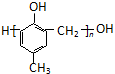 OH
H CH₂ n OH
CH₃